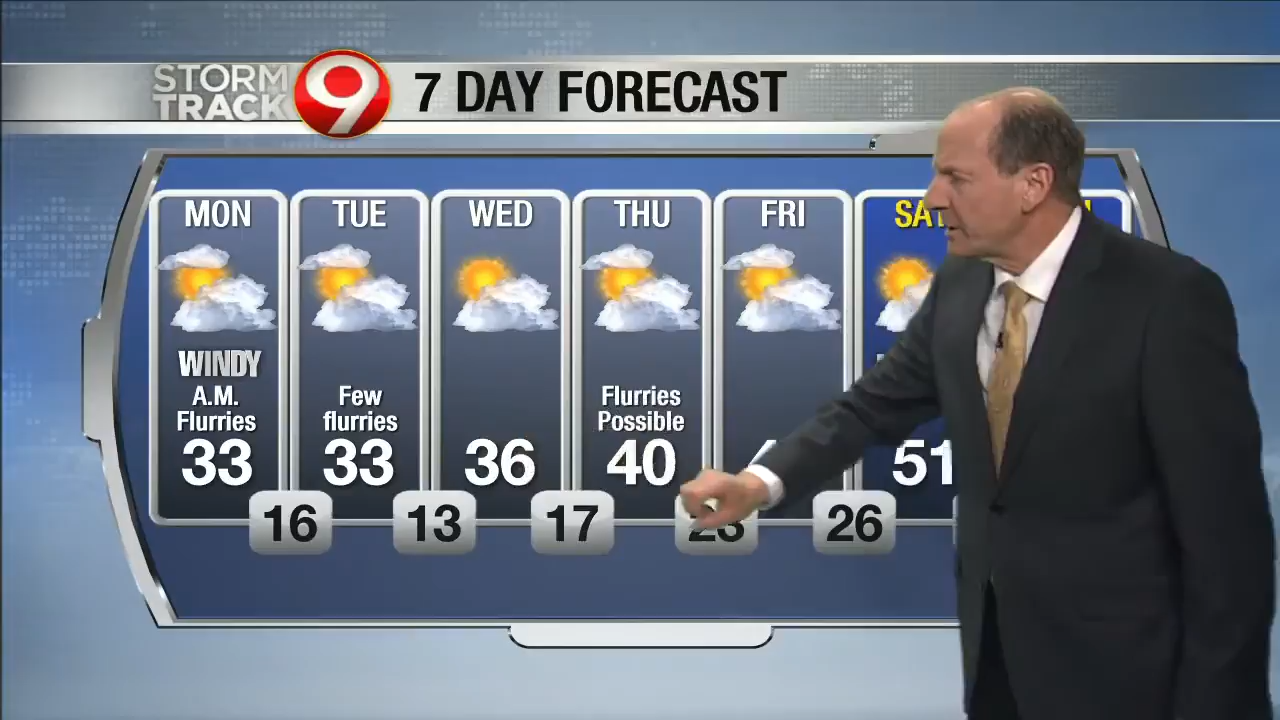 STORM
TRACK
9
7 DAY FORECAST
MON
TUE
WED
THU
FRI
WINDY
A.M.
Flurries
Few
flurries
Flurries
Possible
33
33
36
40
51
16
13
17
23
26